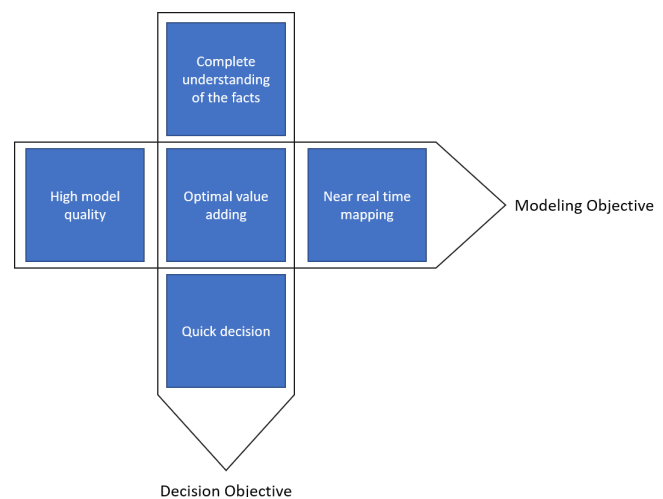 Complete
understanding
of the facts
High model
quality
Optimal value
adding
Near real time
mapping
Modeling Objective
Quick decision
Decision Objective